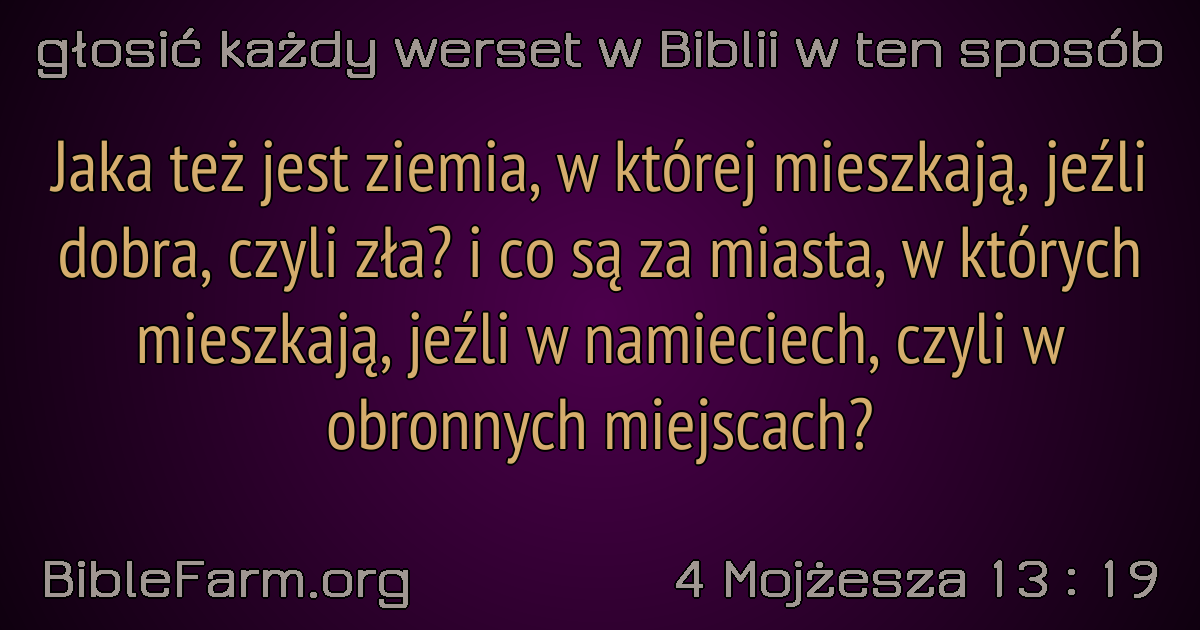 głosić każdy werset w Biblii w ten sposób
Jaka też jest ziemia, w której mieszkają, jeźli
dobra, czyli zła? i co są za miasta, w których
mieszkają, jeźli w namieciech, czyli w
obronnych miejscach?
BibleFarm.org
4 Mojżesza 13 : 19